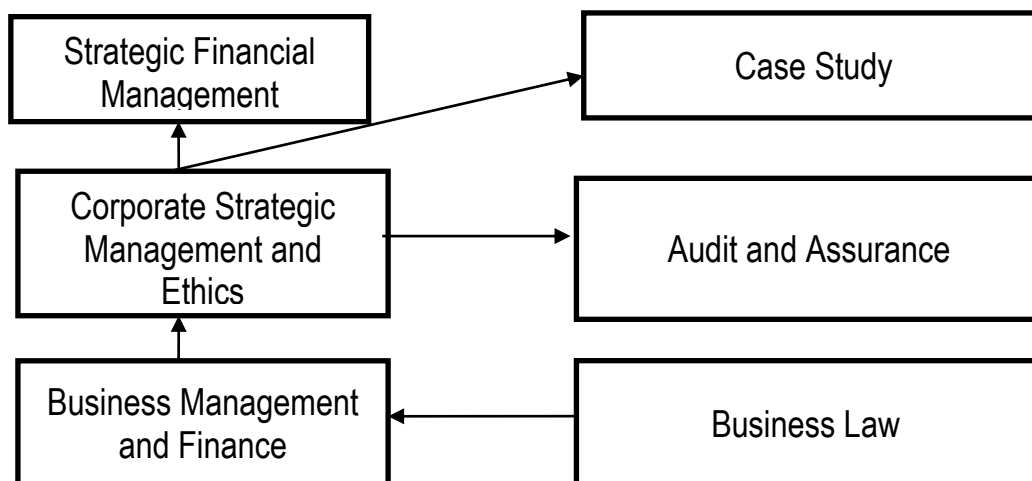 Strategic Financial
Management
Case Study
Corporate Strategic
Management and
Ethics
Audit and Assurance
Business Management
and Finance
Business Law